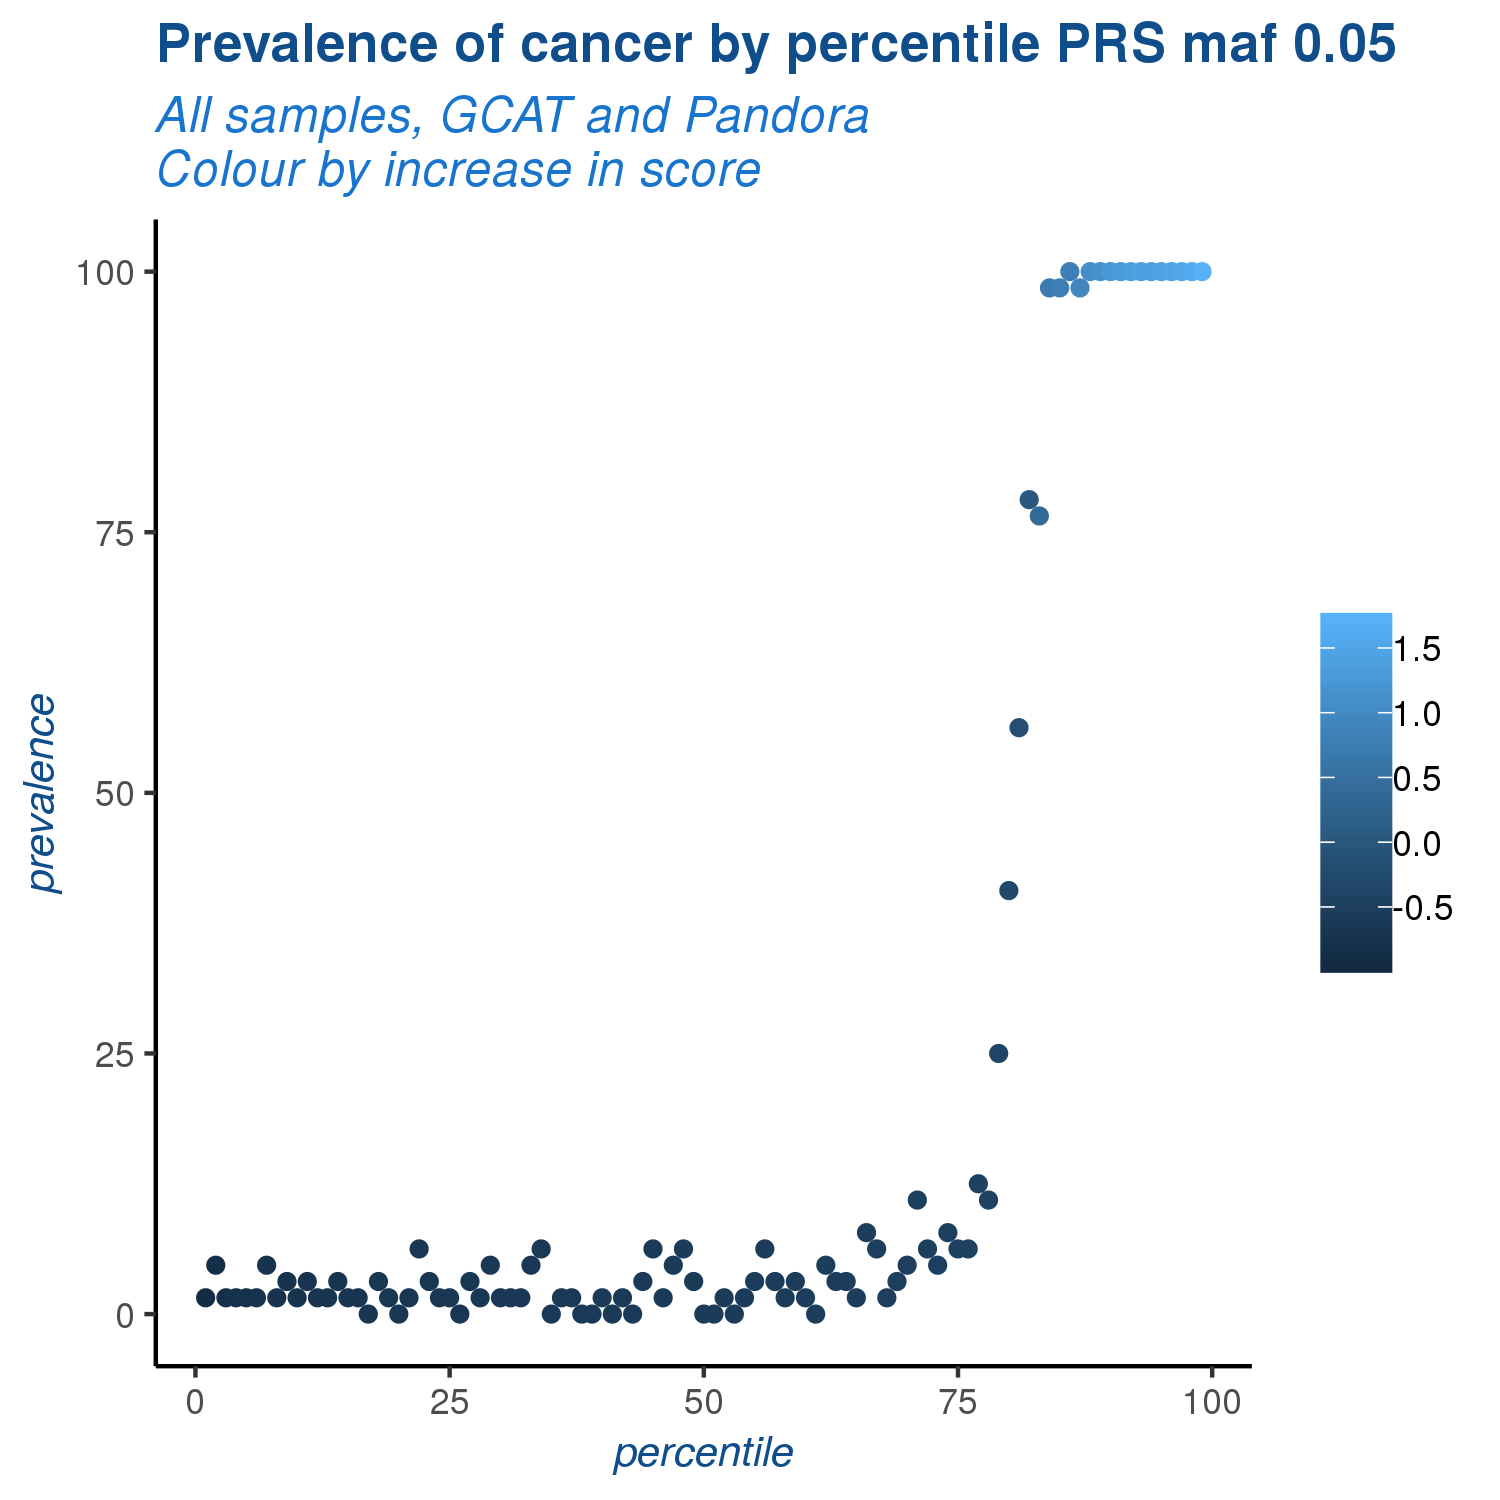 Prevalence of cancer by percentile PRS maf 0.05
All samples, GCAT and Pandora
Colour by increase in score
100
75
50
25
0
prevalence
0 25 50 75 100
percentile
1.5
1.0
0.5
0.0
-0.5